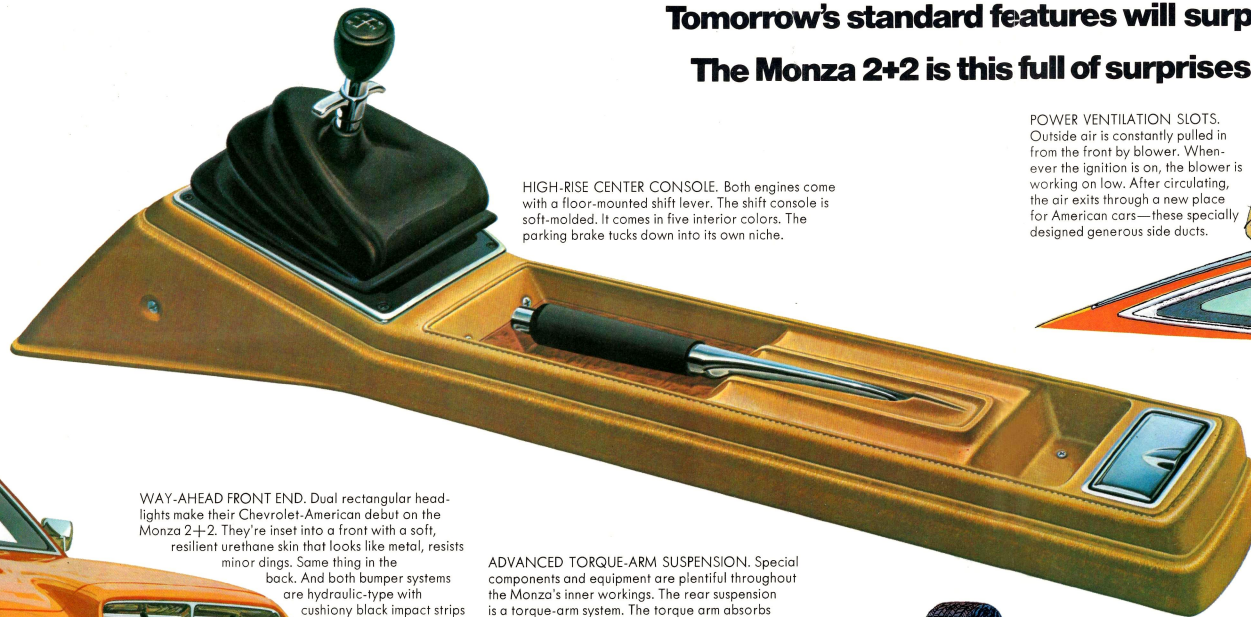 Tomorrow's standard features will surp
The Monza 2+2 is this full of surprises
POWER VENTILATION SLOTS.
Outside air is constantly pulled in
from the front by blower. When-
ever the ignition is on, the blower is
working on low. After circulating,
the air exits through a new place
for American cars—these specially
designed generous side ducts.
HIGH-RISE CENTER CONSOLE. Both engines come
with a floor-mounted shift lever. The shift console is
soft-molded. It comes in five interior colors. The
parking brake tucks down into its own niche.
WAY-AHEAD FRONT END. Dual rectangular head-
lights make their Chevrolet-American debut on the
Monza 2+2. They're inset into a front with a soft,
resilient urethane skin that looks like metal, resists
minor dings. Same thing in the
back. And both bumper systems
are hydraulic-type with
cushiony black impact strips
ADVANCED TORQUE-ARM SUSPENSION. Special
components and equipment are plentiful throughout
the Monza's inner workings. The rear suspension
is a torque-arm system. The torque arm absorbs